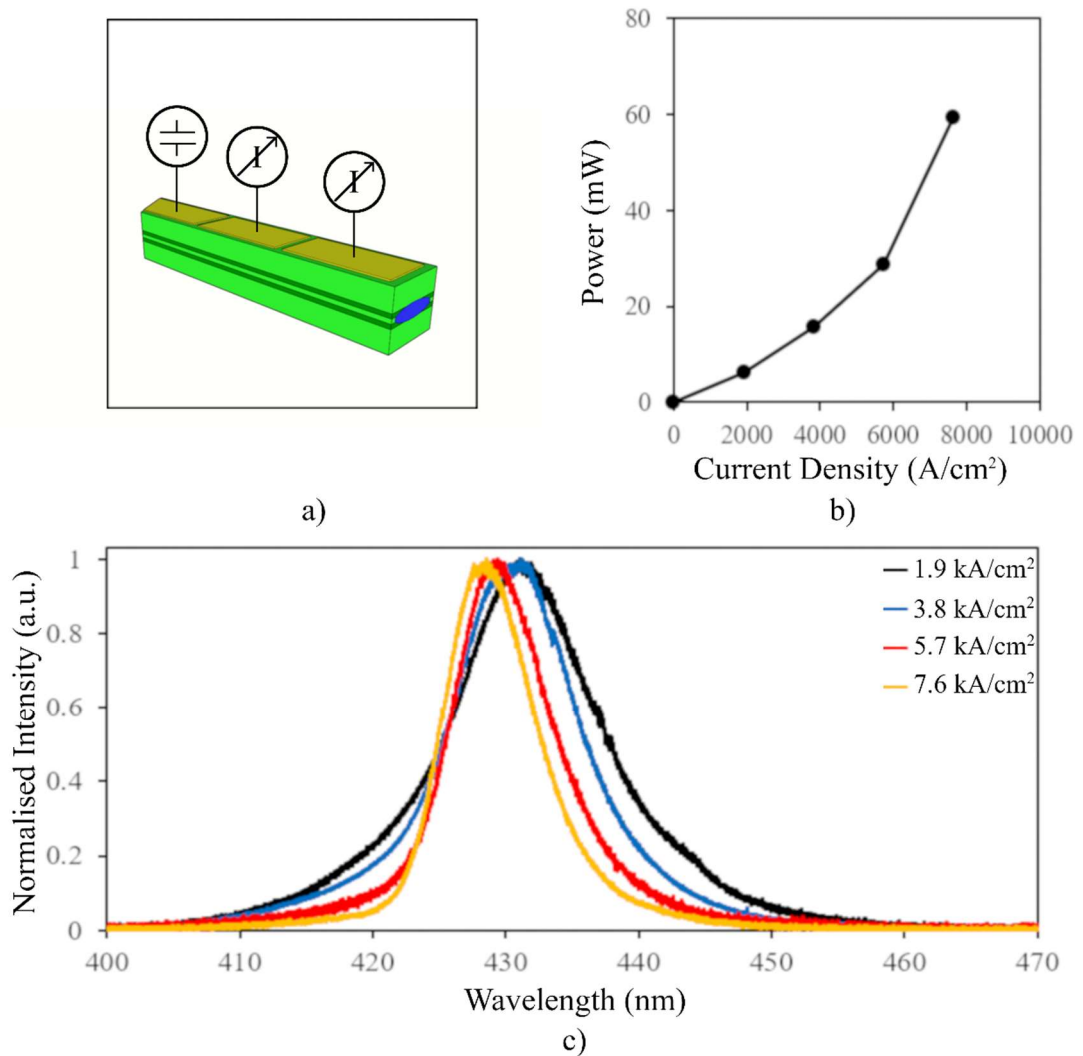 I
I
a)
80
60
40
20
0
Power (mW)
0 2000 4000 6000 8000 10000
Current Density (A/cm²)
b)
1
0.8
0.6
0.4
0.2
0
Normalised Intensity (a.u.)
1.9 kA/cm²
3.8 kA/cm²
5.7 kA/cm²
7.6 kA/cm²
400 410 420 430 440 450 460 470
Wavelength (nm)
c)